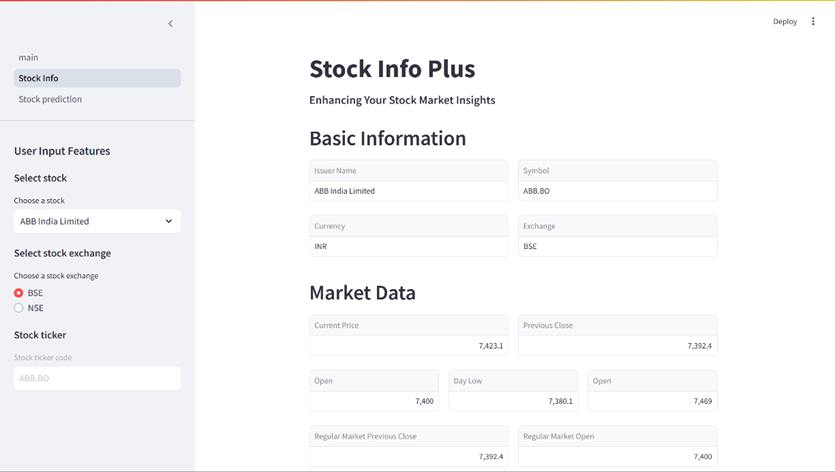 Deploy
main
Stock Info
Stock prediction
User Input Features
Select stock
Choose a stock
ABB India Limited
Select stock exchange
Choose a stock exchange
BSE
NSE
Stock ticker
Stock ticker code
ABB.BO
Stock Info Plus
Enhancing Your Stock Market Insights
Basic Information
Issuer Name Symbol
ABB India Limited ABB.BO
Currency Exchange
INR BSE
Market Data
Current Price Previous Close
7,423.1 7,392.4
Open Day Low Open
7,400 7,380.1 7,469
Regular Market Previous Close Regular Market Open
7,392.4 7,400